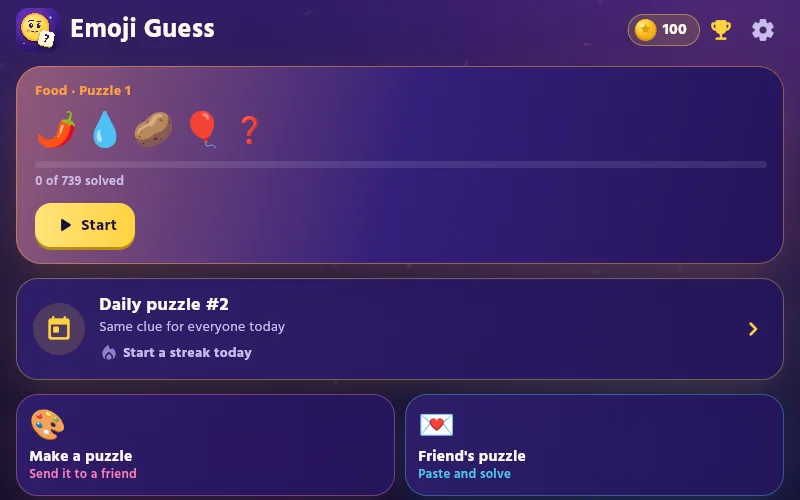 Emoji Guess
100
Food · Puzzle 1
0 of 739 solved
Start
Daily puzzle #2
Same clue for everyone today
Start a streak today
Make a puzzle
Send it to a friend
Friend's puzzle
Paste and solve